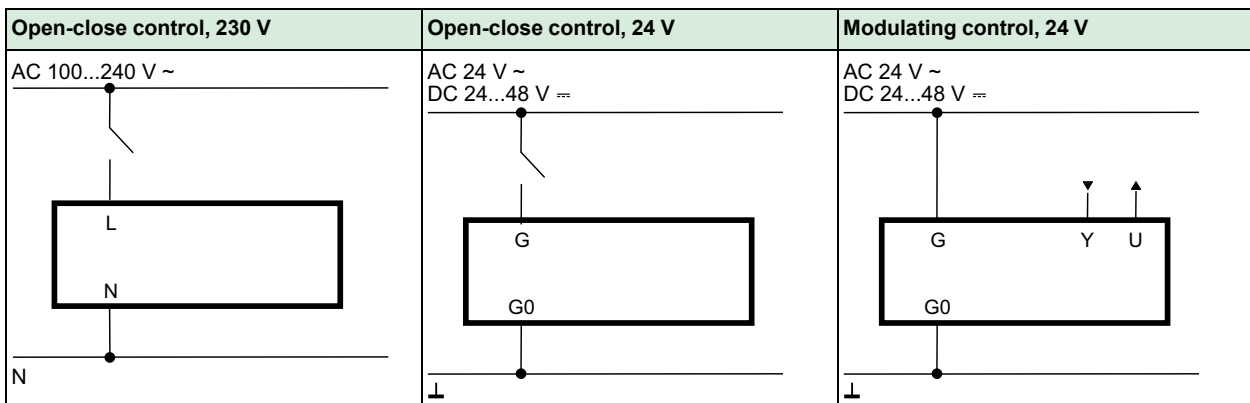 Open-close control, 230 V
AC 100...240 V ~
L
N
N
Open-close control, 24 V
AC 24 V ~
DC 24...48 V ⎓
G
G0
Modulating control, 24 V
AC 24 V ~
DC 24...48 V ⎓
G Y U
G0